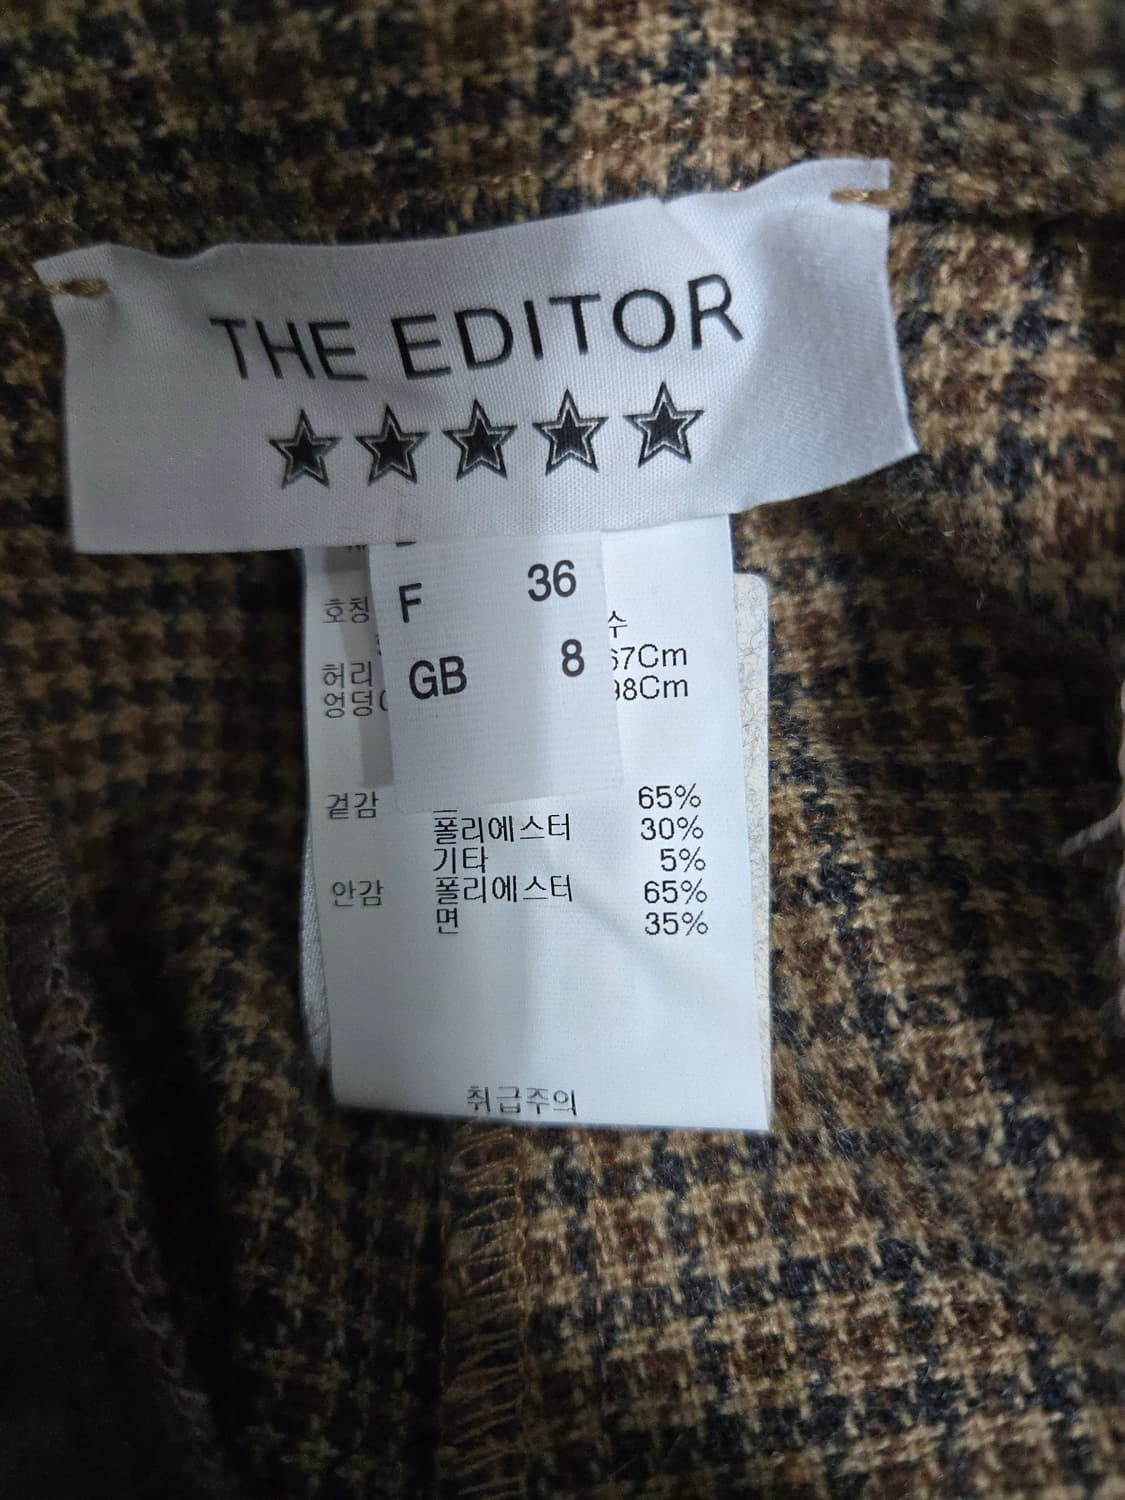 THE EDITOR
F 36
GB 8
호칭
허리 67Cm
엉덩이 98Cm
겉감 65%
폴리에스터 30%
기타 5%
안감 폴리에스터 65%
면 35%
취급주의